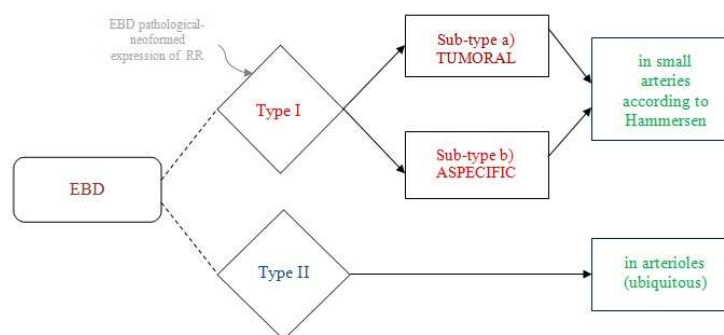 EBD pathological-
neoformed
expression of RR
Type I
Sub-type a)
TUMORAL
Sub-type b)
ASPECIFIC
in small
arteries
according to
Hammersen
EBD
Type II
in arterioles
(ubiquitous)